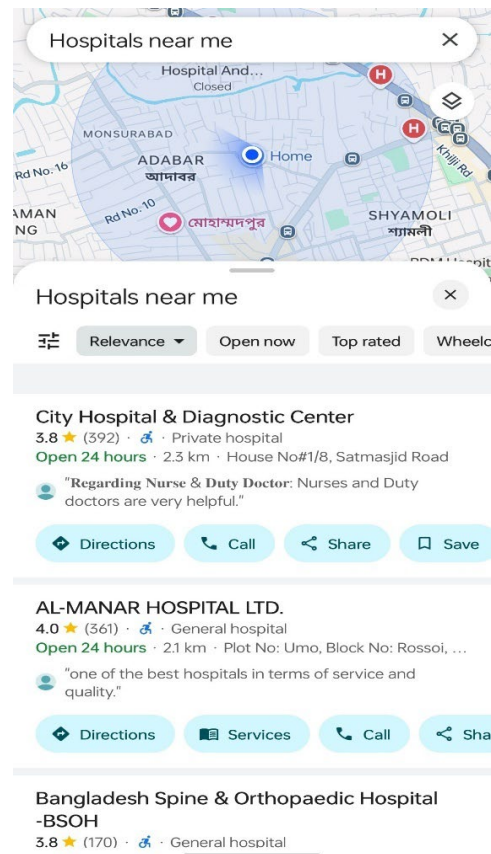 Hospitals near me
Hospital And...
Closed
MONSURABAD
ADABAR
আদাবর
Home
Rd No. 16
Rd No. 10
Khilji Rd
AMAN
NG
মোহাম্মদপুর
SHYAMOLI
শ্যামলী
H
H
Hospitals near me
Relevance
Open now
Top rated
Wheelc
City Hospital & Diagnostic Center
3.8 (392) · Private hospital
Open 24 hours · 2.3 km · House No#1/8, Satmasjid Road
"Regarding Nurse & Duty Doctor: Nurses and Duty
doctors are very helpful."
Directions
Call
Share
Save
AL-MANAR HOSPITAL LTD.
4.0 (361) · General hospital
Open 24 hours · 2.1 km · Plot No: Umo, Block No: Rossoi, ...
"one of the best hospitals in terms of service and
quality."
Directions
Services
Call
Sha
Bangladesh Spine & Orthopaedic Hospital
-BSOH
3.8 (170) · General hospital